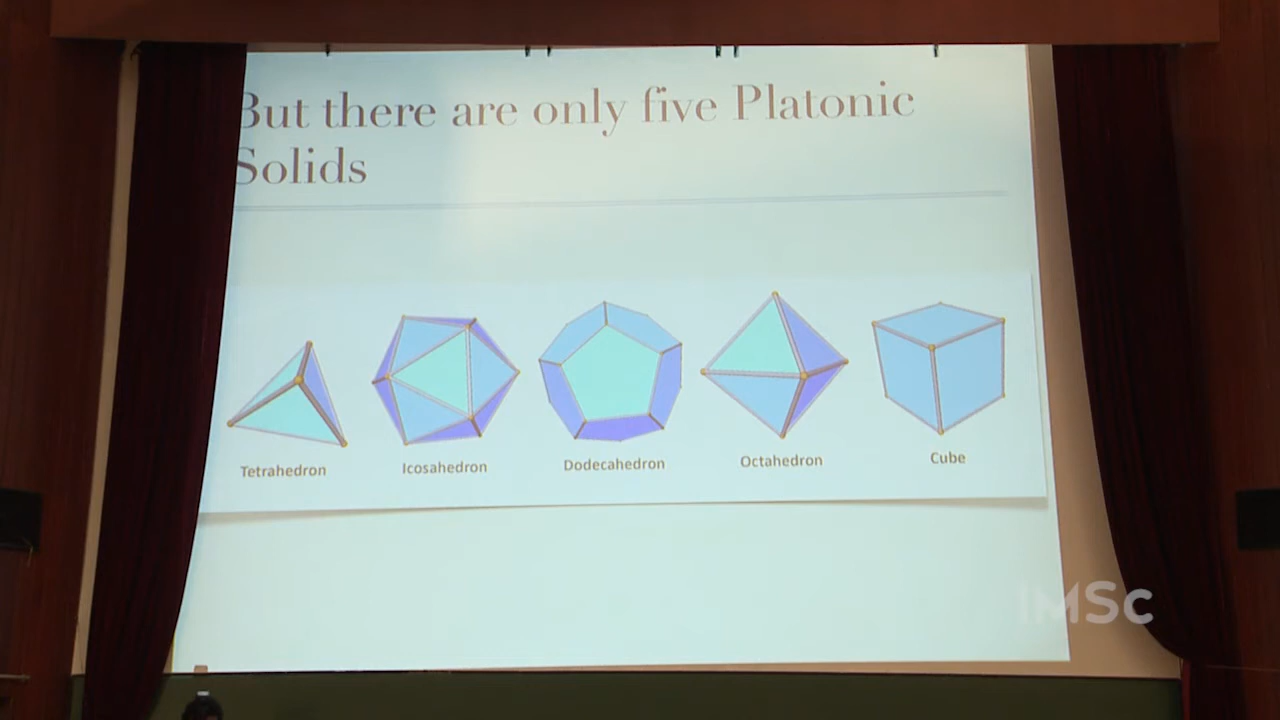 But there are only five Platonic
Solids
Tetrahedron
Icosahedron
Dodecahedron
Octahedron
Cube
IMSc